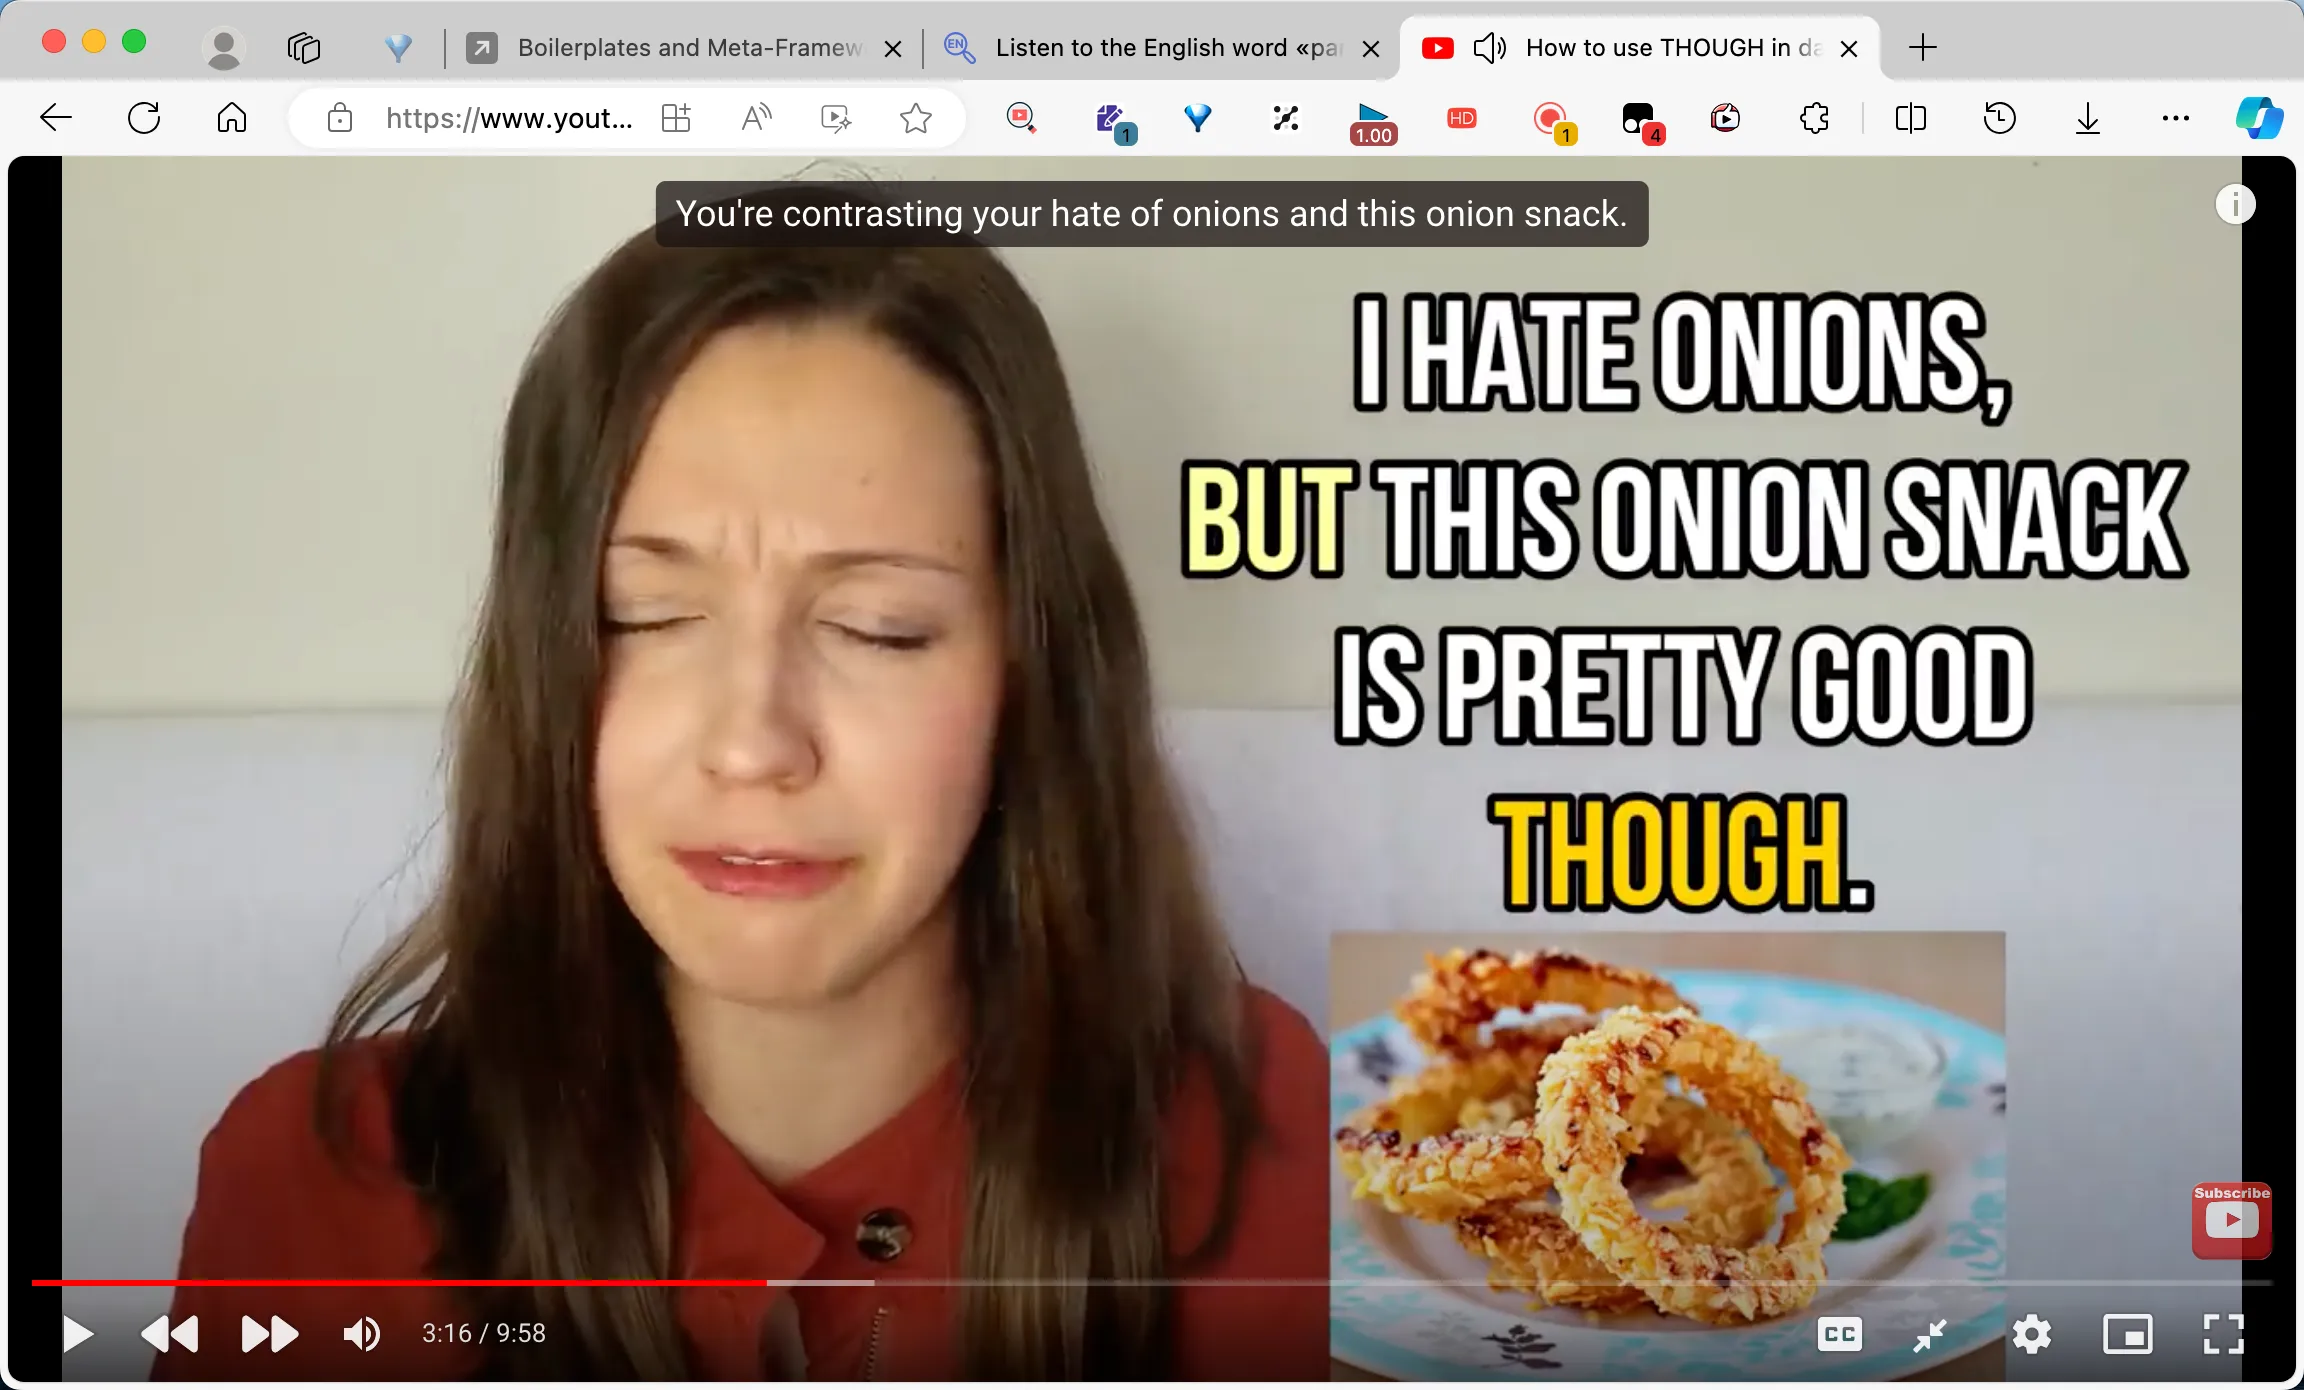 Boilerplates and Meta-Framew
EN
Listen to the English word «pa
How to use THOUGH in da
https://www.yout...
1
1.00
HD
1
4
You're contrasting your hate of onions and this onion snack.
i
I HATE ONIONS,
BUT THIS ONION SNACK
IS PRETTY GOOD
THOUGH.
Subscribe
3:16 / 9:58
CC